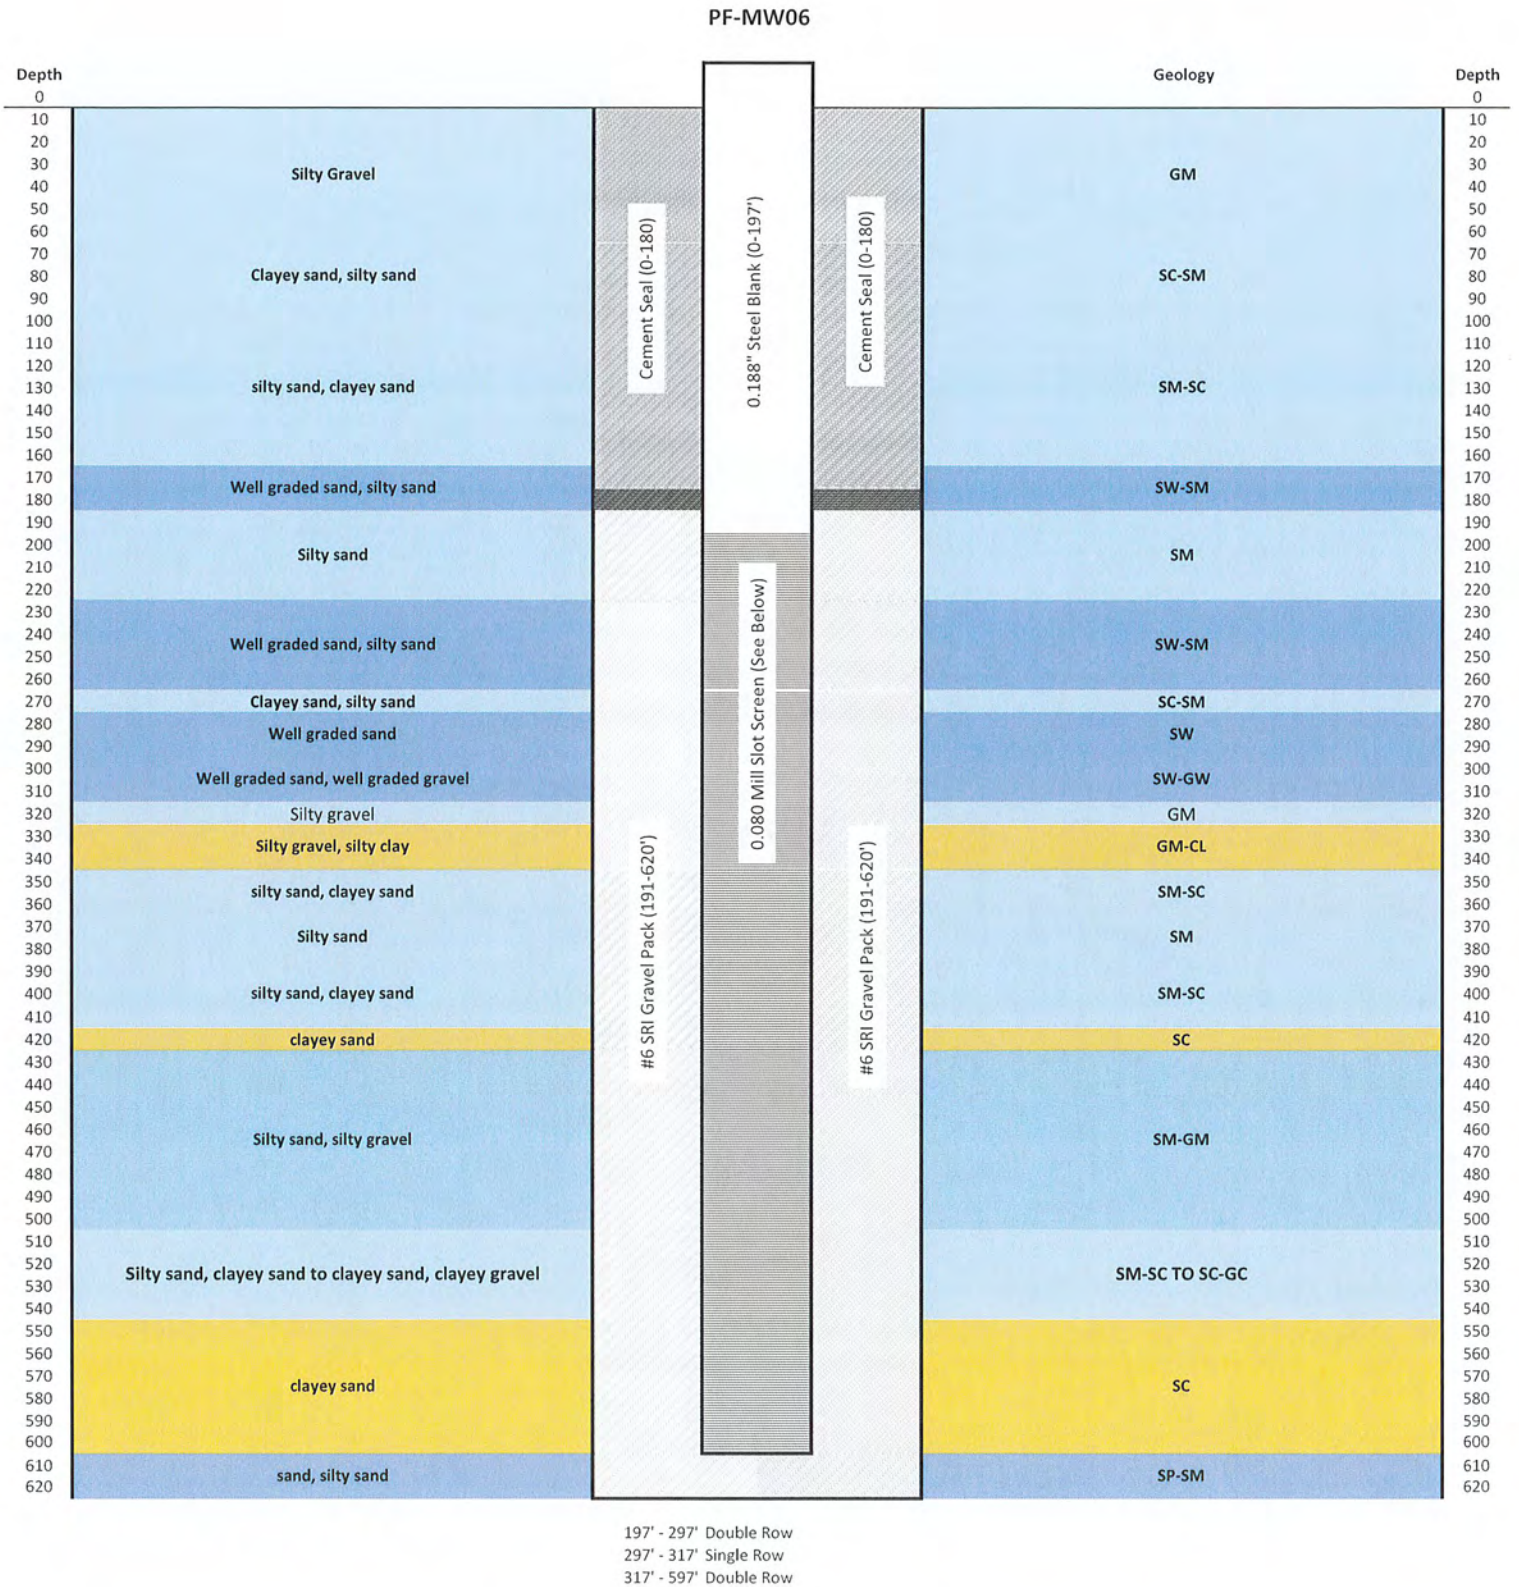 PF-MW06
Depth Geology Depth
0 0
10 10
20 20
30 Silty Gravel GM 30
40 40
50 50
60 60
70 70
80 Clayey sand, silty sand SC-SM 80
90 90
100 100
110 110
120 120
130 silty sand, clayey sand SM-SC 130
140 140
150 150
160 160
170 Well graded sand, silty sand SW-SM 170
180 180
190 190
200 Silty sand SM 200
210 210
220 220
230 230
240 Well graded sand, silty sand SW-SM 240
250 250
260 260
270 Clayey sand, silty sand SC-SM 270
280 Well graded sand SW 280
290 290
300 Well graded sand, well graded gravel SW-GW 300
310 310
320 Silty gravel GM 320
330 Silty gravel, silty clay GM-CL 330
340 340
350 silty sand, clayey sand SM-SC 350
360 360
370 Silty sand SM 370
380 380
390 390
400 silty sand, clayey sand SM-SC 400
410 410
420 clayey sand SC 420
430 430
440 440
450 450
460 Silty sand, silty gravel SM-GM 460
470 470
480 480
490 490
500 500
510 510
520 Silty sand, clayey sand to clayey sand, clayey gravel SM-SC TO SC-GC 520
530 530
540 540
550 550
560 560
570 clayey sand SC 570
580 580
590 590
600 600
610 sand, silty sand SP-SM 610
620 620
Cement Seal (0-180)
0.188" Steel Blank (0-197')
Cement Seal (0-180)
0.080 Mill Slot Screen (See Below)
#6 SRI Gravel Pack (191-620')
#6 SRI Gravel Pack (191-620')
197' - 297' Double Row
297' - 317' Single Row
317' - 597' Double Row